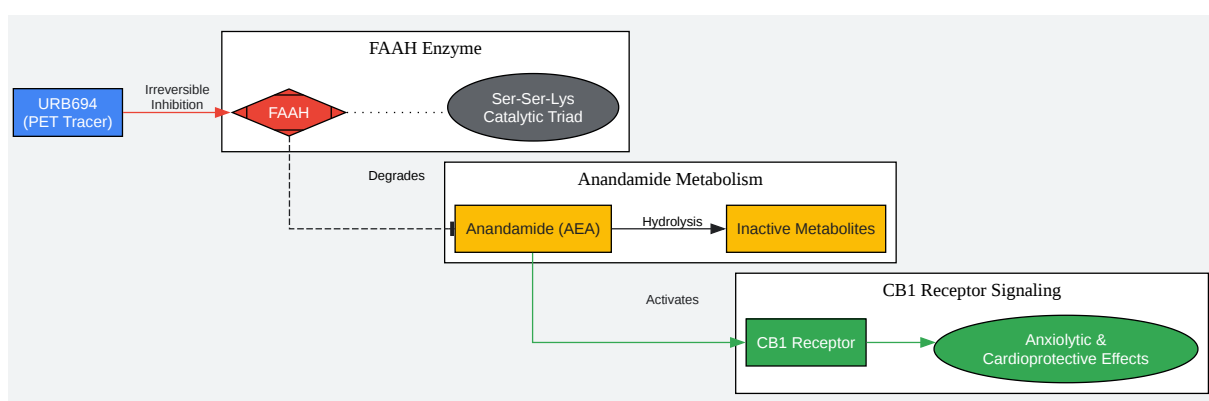 FAAH Enzyme
URB694
(PET Tracer)
Irreversible
Inhibition
FAAH
Ser-Ser-Lys
Catalytic Triad
Degrades
Anandamide Metabolism
Anandamide (AEA)
Hydrolysis
Inactive Metabolites
Activates
CB1 Receptor Signaling
CB1 Receptor
Anxiolytic &
Cardioprotective Effects